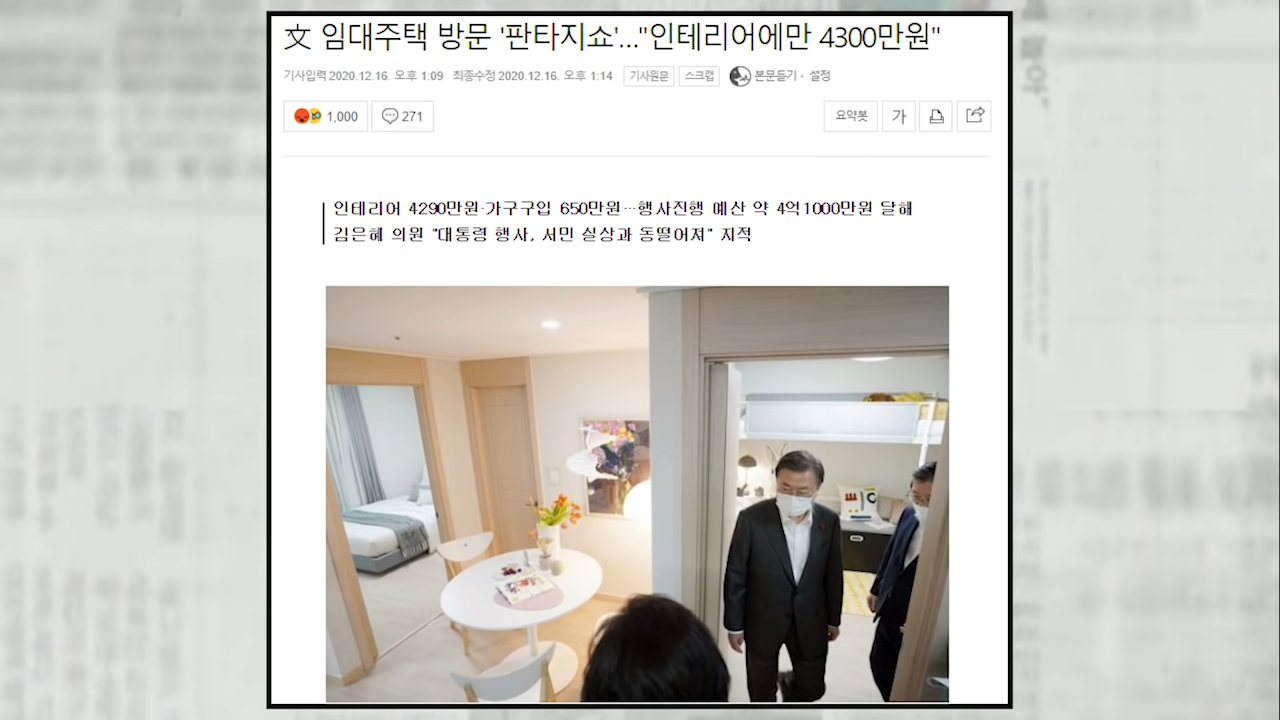 文 임대주택 방문 '판타지쇼'..."인테리어에만 4300만원"
기사입력 2020.12.16. 오후 1:09 최종수정 2020.12.16. 오후 1:14 기사원문 스크랩 본문듣기 · 설정
1,000 271 요약봇 가
인테리어 4290만원·가구구입 650만원…행사진행 예산 약 4억1000만원 달해
김은혜 의원 "대통령 행사, 서민 실상과 동떨어져" 지적